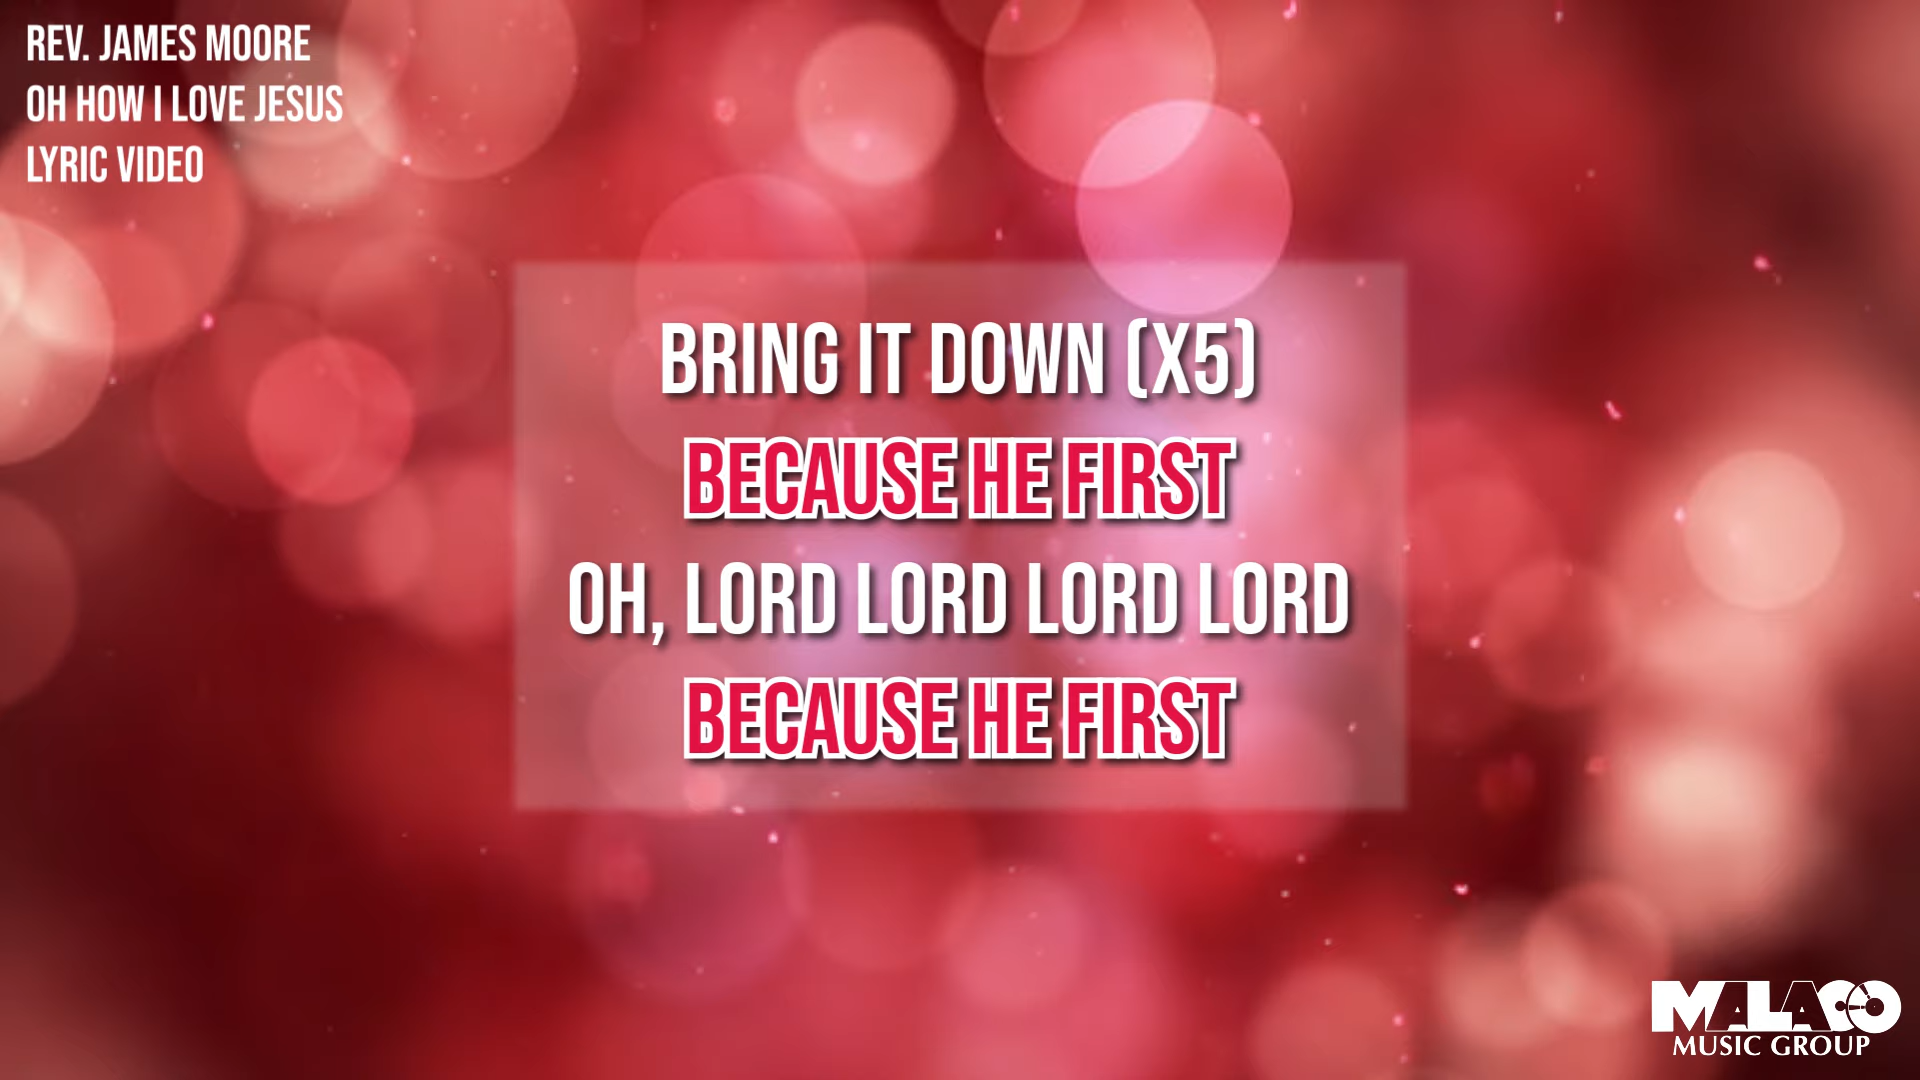 REV. JAMES MOORE
OH HOW I LOVE JESUS
LYRIC VIDEO
BRING IT DOWN (X5)
BECAUSE HE FIRST
OH, LORD LORD LORD LORD
BECAUSE HE FIRST
MALACO
MUSIC GROUP